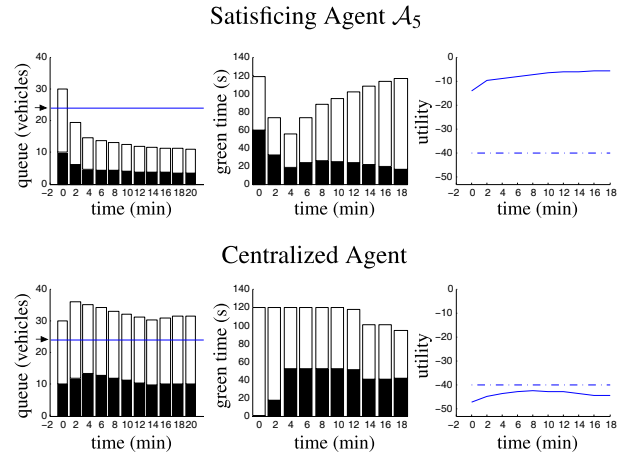 Satisficing Agent 𝒜5
queue (vehicles)
40
30
20
10
0
−2 0 2 4 6 8 10 12 14 16 18 20
time (min)
green time (s)
140
120
100
80
60
40
20
0
0 2 4 6 8 10 12 14 16 18
time (min)
utility
0
−10
−20
−30
−40
−50
−2 0 2 4 6 8 10 12 14 16 18
time (min)
Centralized Agent
queue (vehicles)
40
30
20
10
0
−2 0 2 4 6 8 10 12 14 16 18 20
time (min)
green time (s)
140
120
100
80
60
40
20
0
0 2 4 6 8 10 12 14 16 18
time (min)
utility
0
−10
−20
−30
−40
−50
−2 0 2 4 6 8 10 12 14 16 18
time (min)